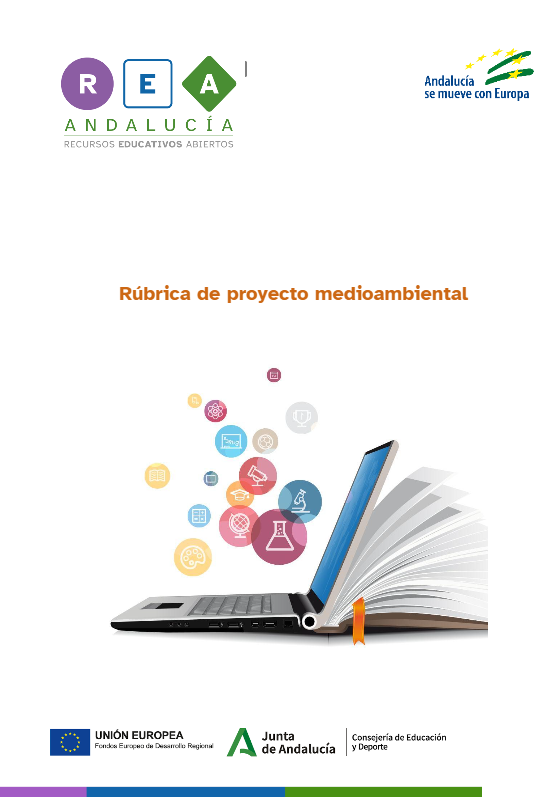 R E A
ANDALUCÍA
RECURSOS EDUCATIVOS ABIERTOS
Andalucía
se mueve con Europa
Rúbrica de proyecto medioambiental
UNIÓN EUROPEA
Fondos Europeo de Desarrollo Regional
Junta
de Andalucía
Consejería de Educación
y Deporte